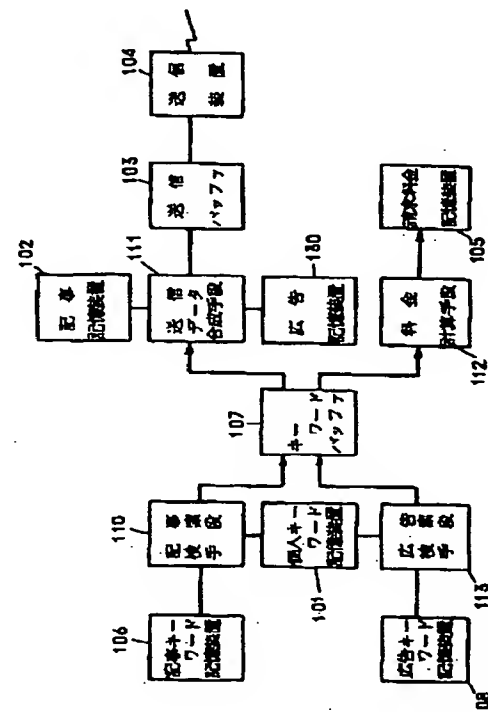 104
送信
装置
103
送信
バッファ
102
記事
記憶装置
111
送信
データ
合成手段
130
広告
記憶装置
105
請求料金
記憶装置
112
料金
計算手段
107
キー
ワード
バッファ
110
記事
検索
手段
101
個人キー
ワード
記憶装置
113
広告
検索
手段
106
記事キー
ワード
記憶装置
08
広告キー
ワード
記憶装置